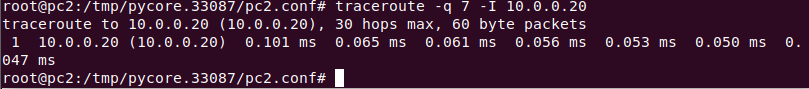 root@pc2:/tmp/pycore.33087/pc2.conf# traceroute -q 7 -I 10.0.0.20
traceroute to 10.0.0.20 (10.0.0.20), 30 hops max, 60 byte packets
 1  10.0.0.20 (10.0.0.20)  0.101 ms  0.065 ms  0.061 ms  0.056 ms  0.053 ms  0.050 ms  0.
047 ms
root@pc2:/tmp/pycore.33087/pc2.conf#